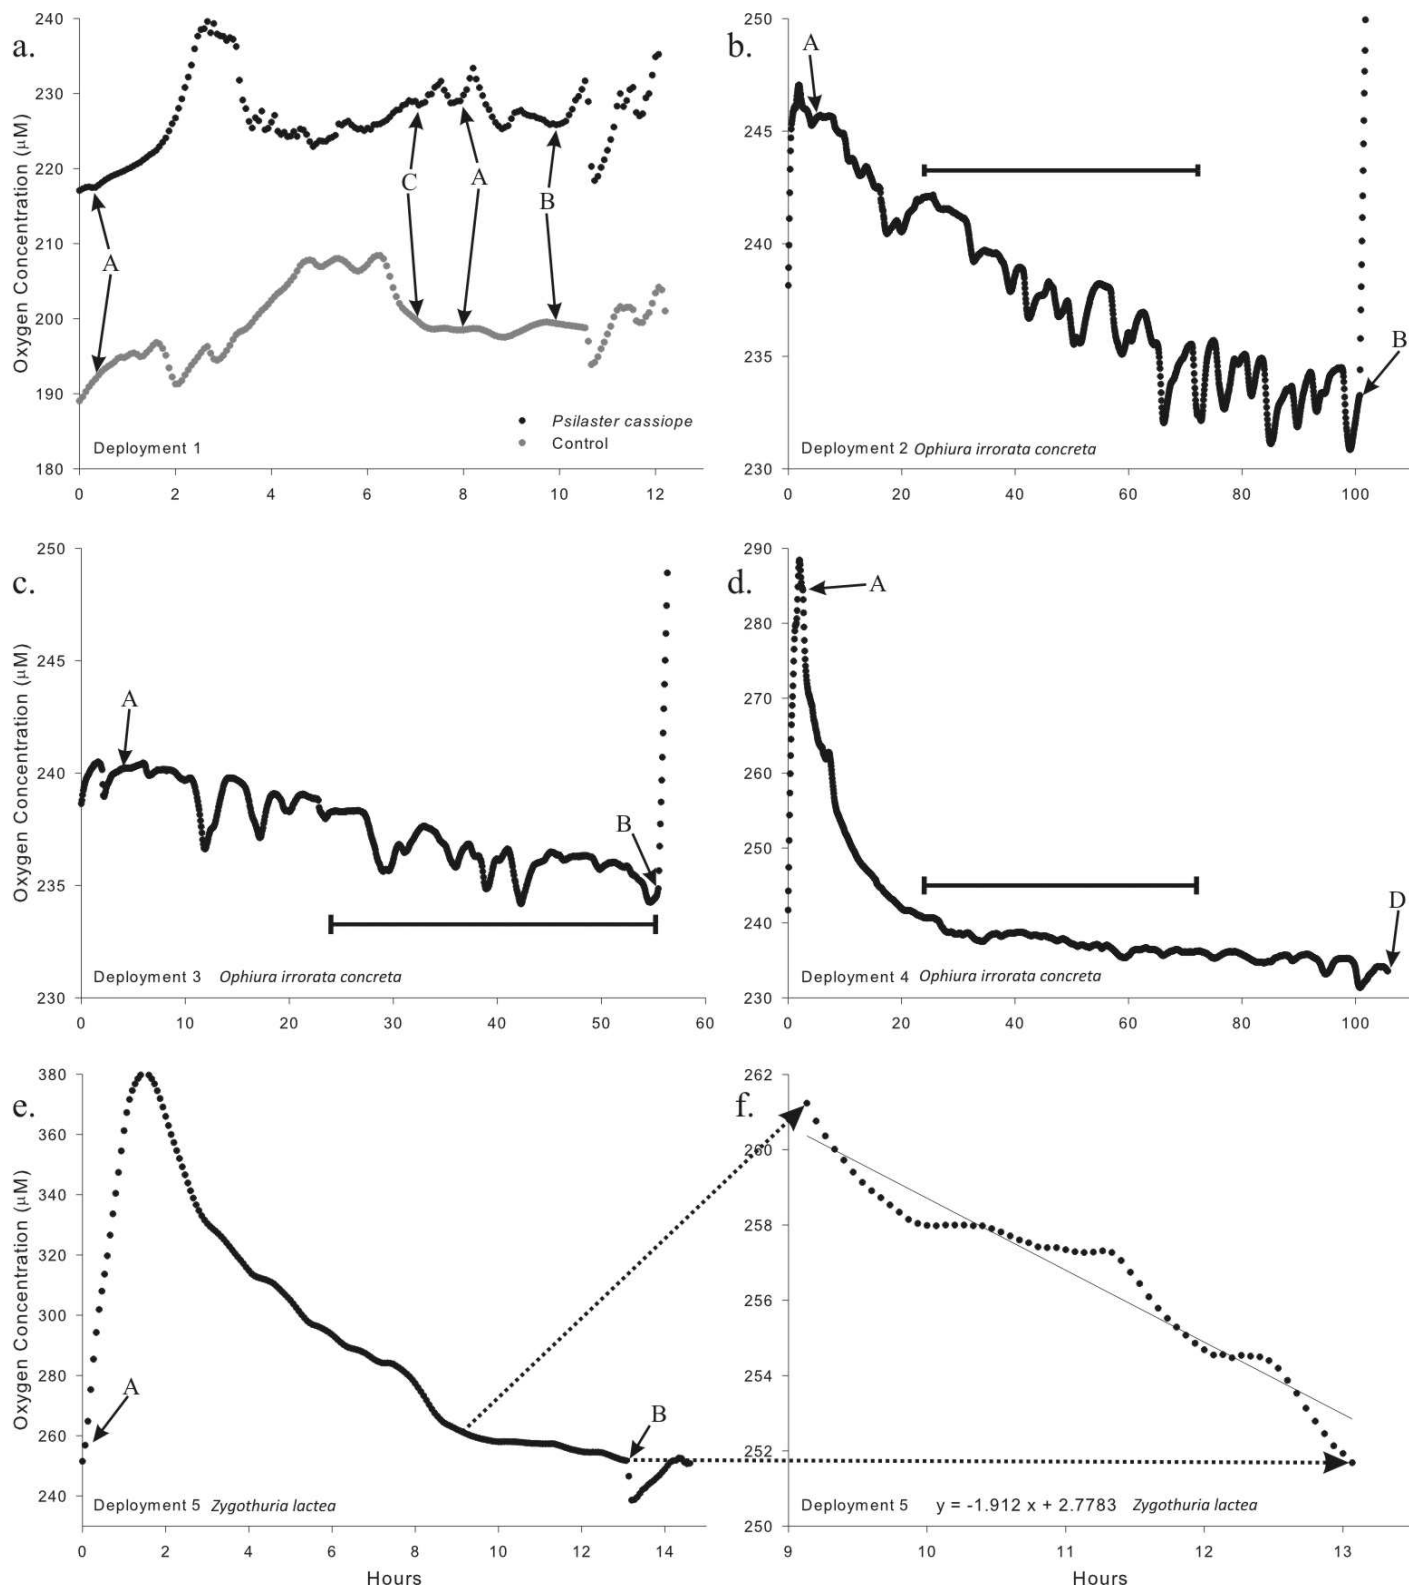 a.
Oxygen Concentration (µM)
240
230
220
210
200
190
180
A
C
A
B
Psilaster cassiope
Control
Deployment 1
0 2 4 6 8 10 12
b.
250
245
240
235
230
A
B
Deployment 2 Ophiura irrorata concreta
0 20 40 60 80 100
c.
Oxygen Concentration (µM)
250
245
240
235
230
A
B
Deployment 3 Ophiura irrorata concreta
0 10 20 30 40 50 60
d.
290
280
270
260
250
240
230
A
D
Deployment 4 Ophiura irrorata concreta
0 20 40 60 80 100
e.
Oxygen Concentration (µM)
380
360
340
320
300
280
260
240
A
B
Deployment 5 Zygothuria lactea
0 2 4 6 8 10 12 14
Hours
f.
262
260
258
256
254
252
250
Deployment 5 y = -1.912 x + 2.7783 Zygothuria lactea
9 10 11 12 13
Hours